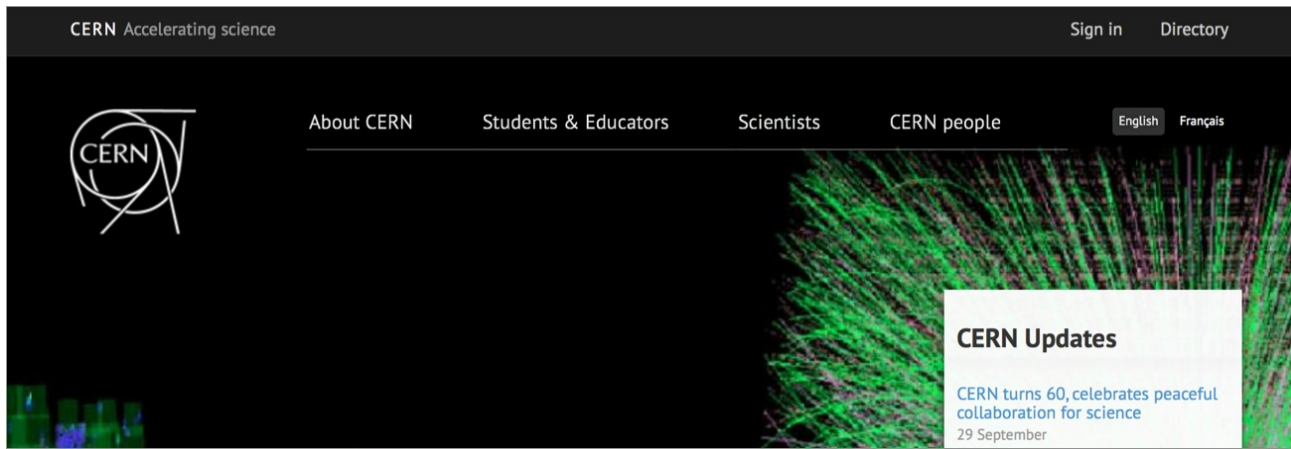 CERN Accelerating science
Sign in
Directory
CERN
About CERN
Students & Educators
Scientists
CERN people
English
Français
CERN Updates
CERN turns 60, celebrates peaceful
collaboration for science
29 September